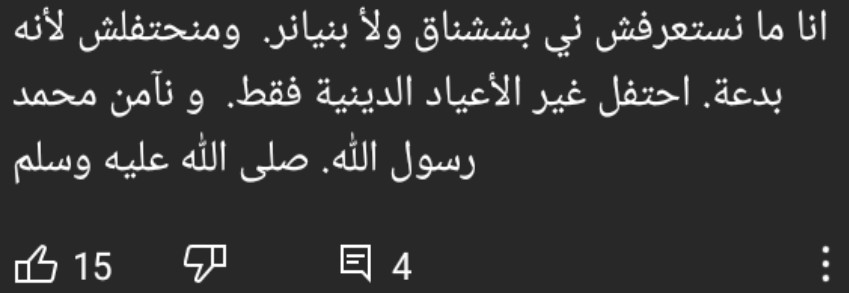 انا ما نستعرفش ني بششناق ولأ بنيانر. ومنحتفلش لأنه
بدعة. احتفل غير الأعياد الدينية فقط. و نآمن محمد
رسول الله. صلى الله عليه وسلم
15 4